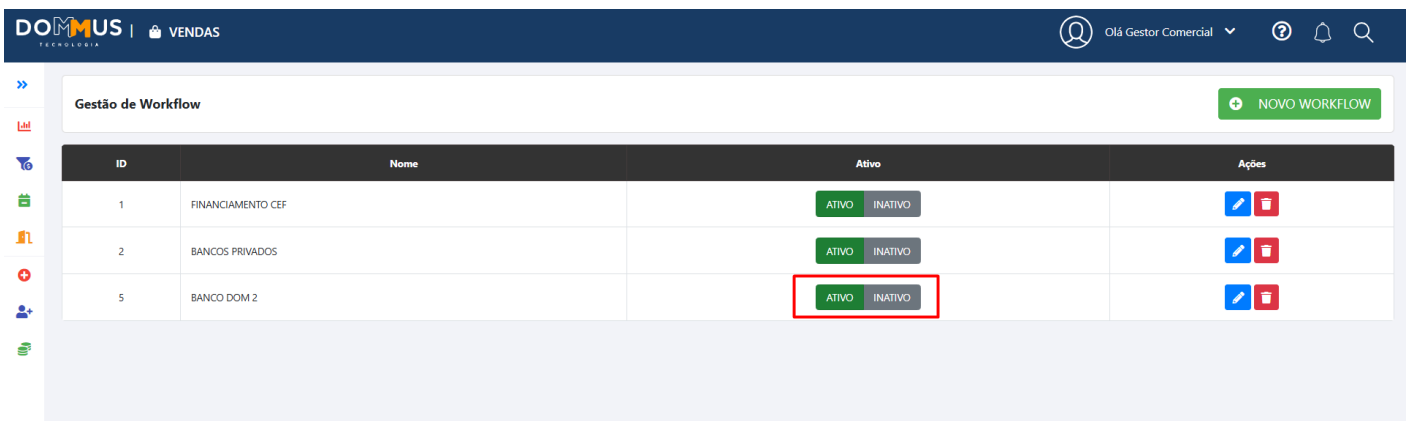 DOMMUS | VENDAS
TECNOLOGIA
Olá Gestor Comercial
Gestão de Workflow
NOVO WORKFLOW
ID Nome Ativo Ações
1 FINANCIAMENTO CEF ATIVO INATIVO
2 BANCOS PRIVADOS ATIVO INATIVO
5 BANCO DOM 2 ATIVO INATIVO